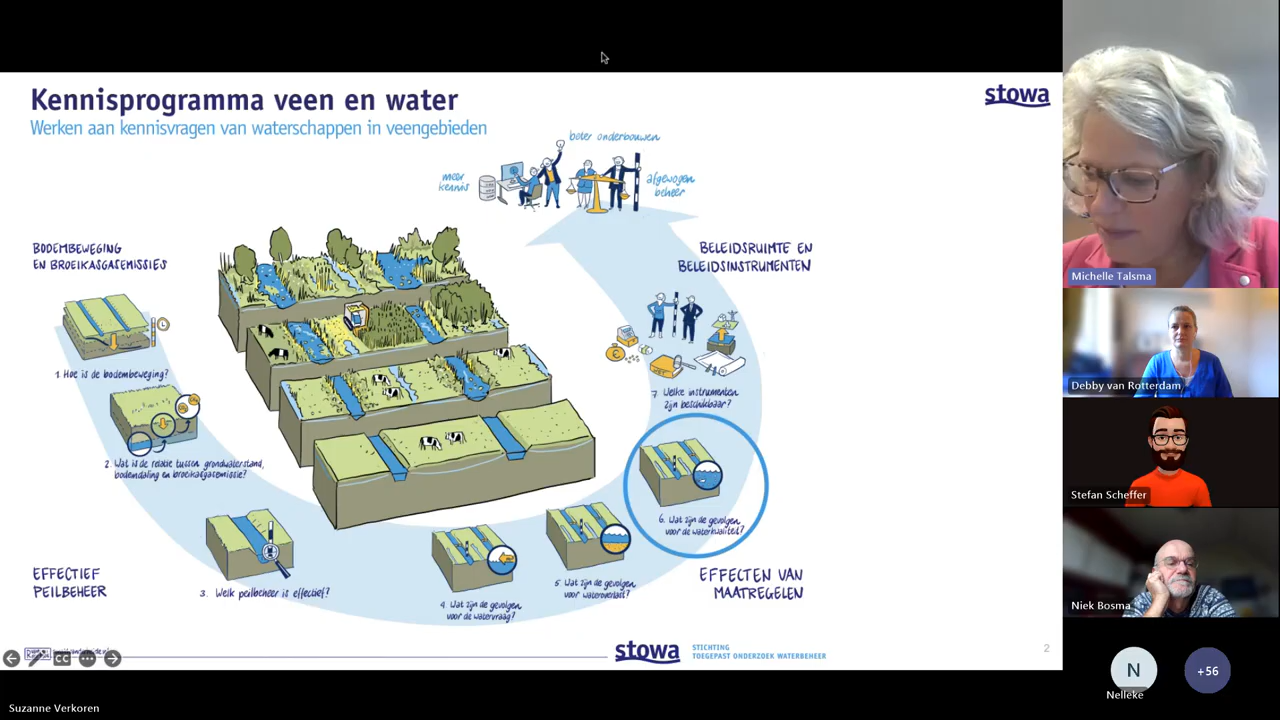 Kennisprogramma veen en water
Werken aan kennisvragen van waterschappen in veengebieden
stowa
meer
kennis
beter onderbouwen
afgewogen
beheer
BODEMBEWEGING
EN BROEIKASGASEMISSIES
BELEIDSRUIMTE EN
BELEIDSINSTRUMENTEN
1 Hoe is de bodembeweging?
2. Wat is de relatie tussen grondwaterstand,
bodemdaling en broeikasgasemissie?
3. Welk peilbeheer is effectief?
4. Wat zijn de gevolgen
voor de watervraag?
5. Wat zijn de gevolgen
voor wateroverlast?
6. Wat zijn de gevolgen
voor de waterkwaliteit?
7 Welke instrumenten
zijn beschikbaar?
EFFECTIEF
PEILBEHEER
EFFECTEN VAN
MAATREGELEN
CC
stowa
STICHTING
TOEGEPAST ONDERZOEK WATERBEHEER
2
Michelle Talsma
Debby van Rotterdam
Stefan Scheffer
Niek Bosma
N
Nelleke
+56
Suzanne Verkoren